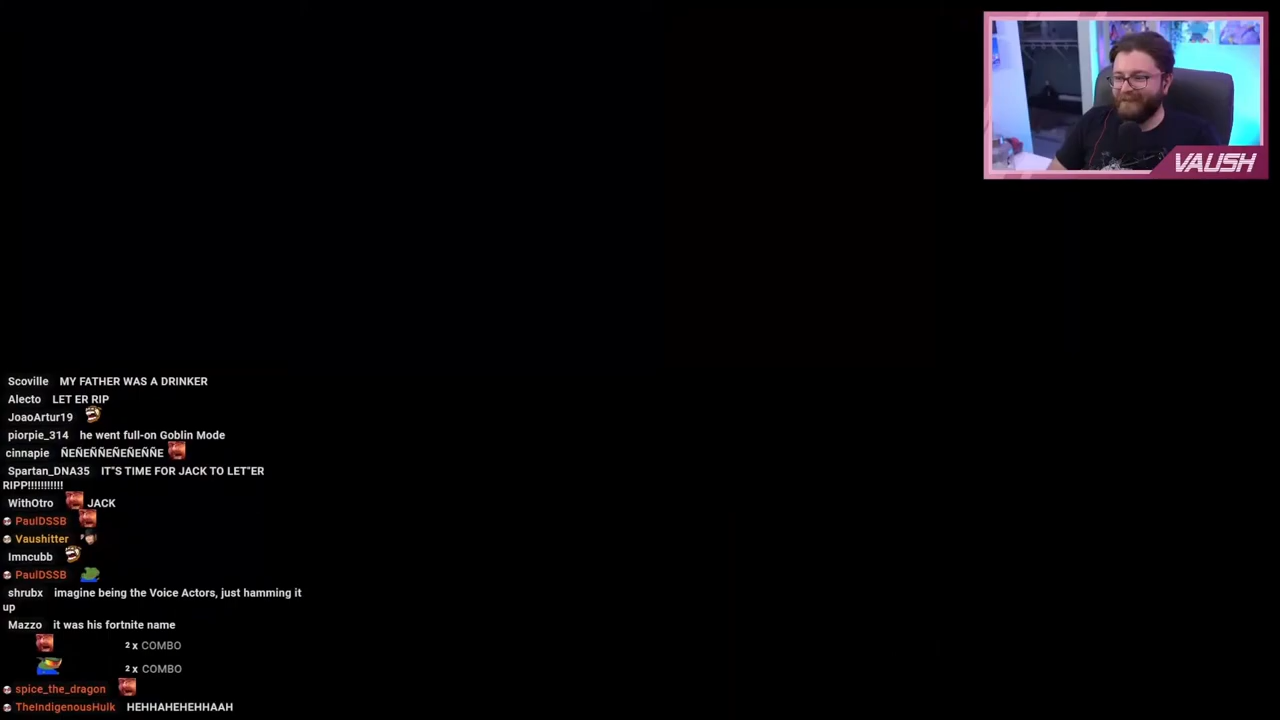 VAUSH
Scoville MY FATHER WAS A DRINKER
Alecto LET ER RIP
JoaoArtur19
piorpie_314 he went full-on Goblin Mode
cinnapie ÑEÑEÑÑEÑEÑEÑÑE
Spartan_DNA35 IT"S TIME FOR JACK TO LET"ER
RIPP!!!!!!!!!!!
WithOtro JACK
PaulDSSB
Vaushitter
Imncubb
PaulDSSB
shrubx imagine being the Voice Actors, just hamming it
up
Mazzo it was his fortnite name
2 x COMBO
2 x COMBO
spice_the_dragon
TheIndigenousHulk HEHHAHEHEHHAAH